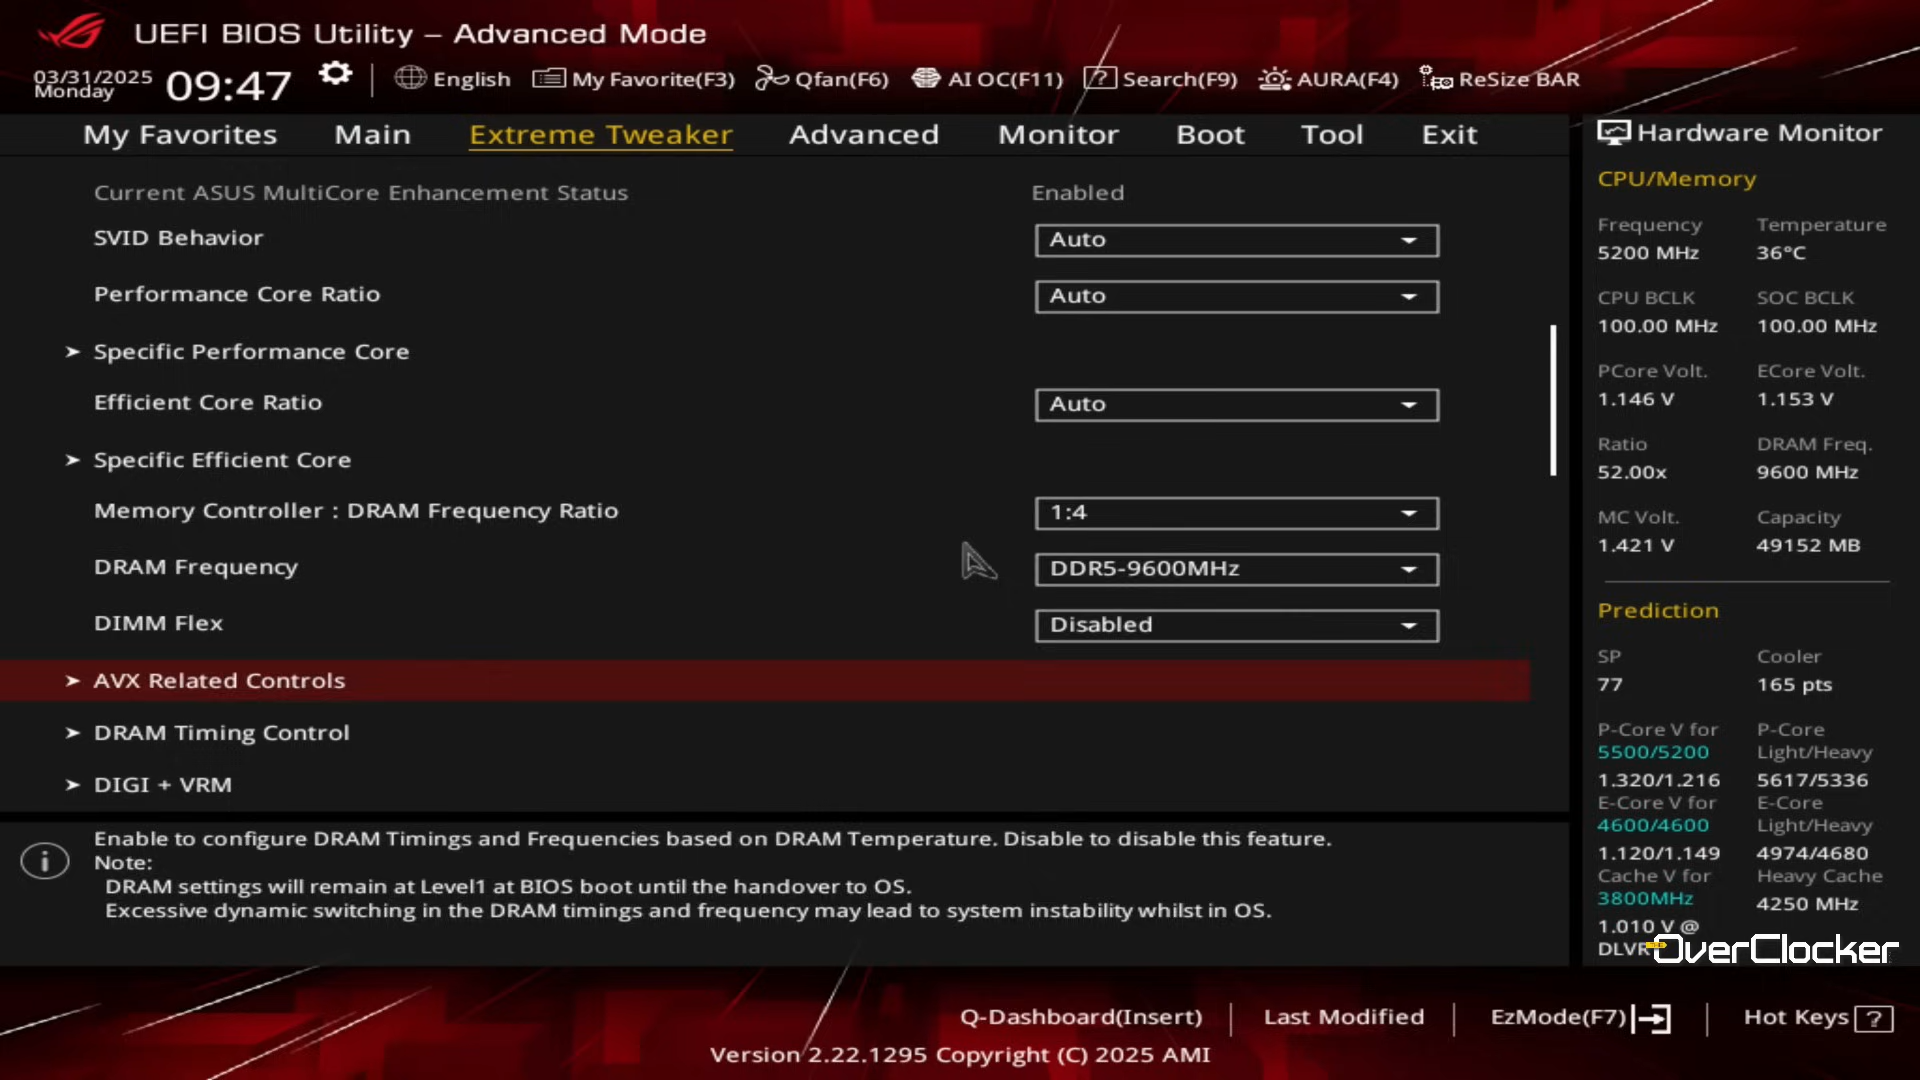 UEFI BIOS Utility – Advanced Mode
03/31/2025
Monday
09:47
English
My Favorite(F3)
Qfan(F6)
AI OC(F11)
Search(F9)
AURA(F4)
ReSize BAR
My Favorites
Main
Extreme Tweaker
Advanced
Monitor
Boot
Tool
Exit
Current ASUS MultiCore Enhancement Status Enabled
SVID Behavior Auto
Performance Core Ratio Auto
Specific Performance Core
Efficient Core Ratio Auto
Specific Efficient Core
Memory Controller : DRAM Frequency Ratio 1:4
DRAM Frequency DDR5-9600MHz
DIMM Flex Disabled
AVX Related Controls
DRAM Timing Control
DIGI + VRM
Enable to configure DRAM Timings and Frequencies based on DRAM Temperature. Disable to disable this feature.
Note:
DRAM settings will remain at Level1 at BIOS boot until the handover to OS.
Excessive dynamic switching in the DRAM timings and frequency may lead to system instability whilst in OS.
Hardware Monitor
CPU/Memory
Frequency Temperature
5200 MHz 36°C
CPU BCLK SOC BCLK
100.00 MHz 100.00 MHz
PCore Volt. ECore Volt.
1.146 V 1.153 V
Ratio DRAM Freq.
52.00x 9600 MHz
MC Volt. Capacity
1.421 V 49152 MB
Prediction
SP Cooler
77 165 pts
P-Core V for P-Core
5500/5200 Light/Heavy
1.320/1.216 5617/5336
E-Core V for E-Core
4600/4600 Light/Heavy
1.120/1.149 4974/4680
Cache V for Heavy Cache
3800MHz 4250 MHz
1.010 V @
DLVR
OverClocker
Q-Dashboard(Insert)
Last Modified
EzMode(F7)
Hot Keys ?
Version 2.22.1295 Copyright (C) 2025 AMI